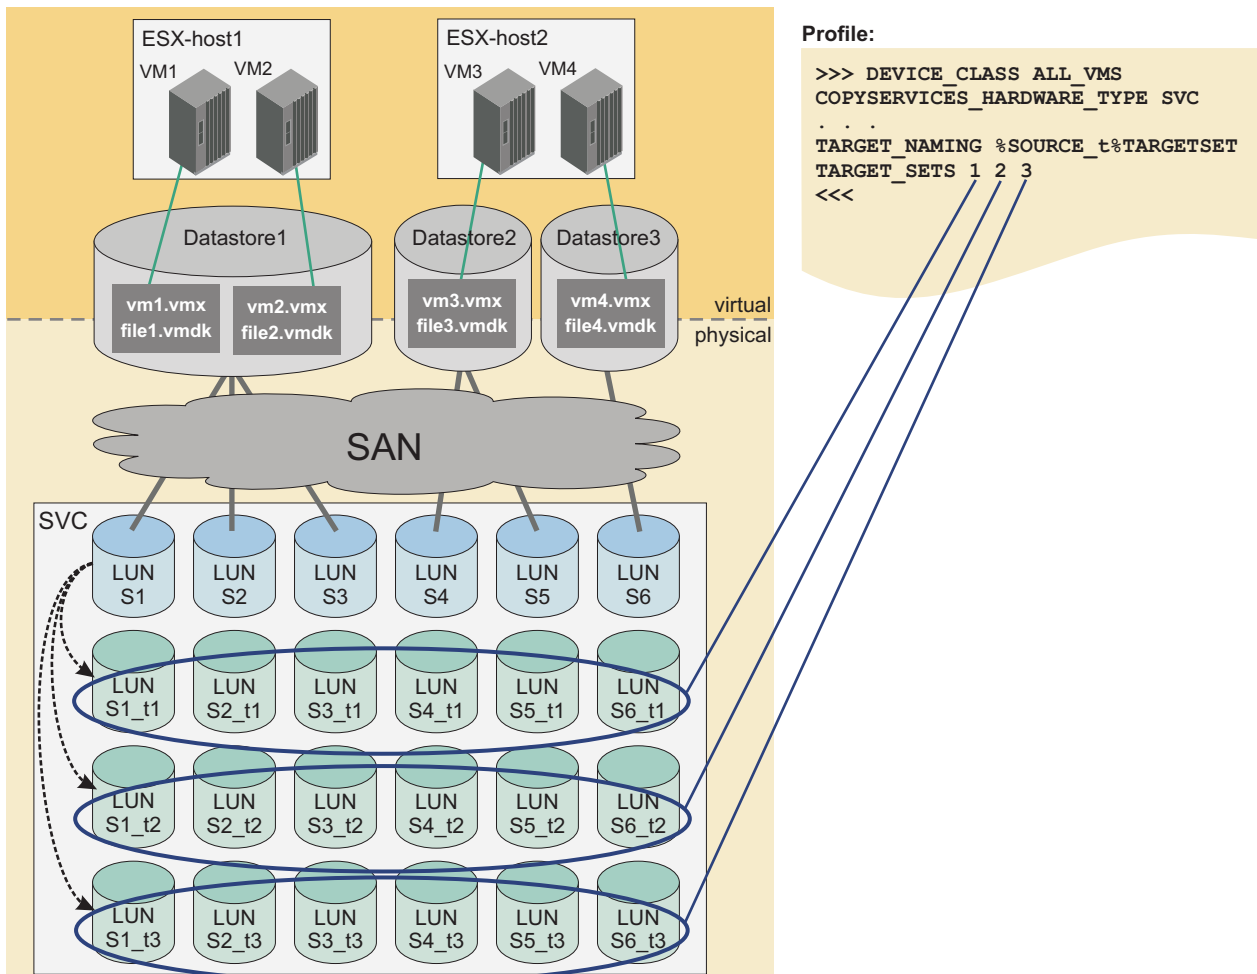 ESX-host1
VM1
VM2
ESX-host2
VM3
VM4
Datastore1
Datastore2
Datastore3
vm1.vmx
file1.vmdk
vm2.vmx
file2.vmdk
vm3.vmx
file3.vmdk
vm4.vmx
file4.vmdk
virtual
physical
SAN
SVC
LUN
S1
LUN
S2
LUN
S3
LUN
S4
LUN
S5
LUN
S6
LUN
S1_t1
LUN
S2_t1
LUN
S3_t1
LUN
S4_t1
LUN
S5_t1
LUN
S6_t1
LUN
S1_t2
LUN
S2_t2
LUN
S3_t2
LUN
S4_t2
LUN
S5_t2
LUN
S6_t2
LUN
S1_t3
LUN
S2_t3
LUN
S3_t3
LUN
S4_t3
LUN
S5_t3
LUN
S6_t3
Profile:
>>> DEVICE_CLASS ALL_VMS
COPYSERVICES_HARDWARE_TYPE SVC
. . .
TARGET_NAMING %SOURCE_t%TARGETSET
TARGET_SETS 1 2 3
<<<